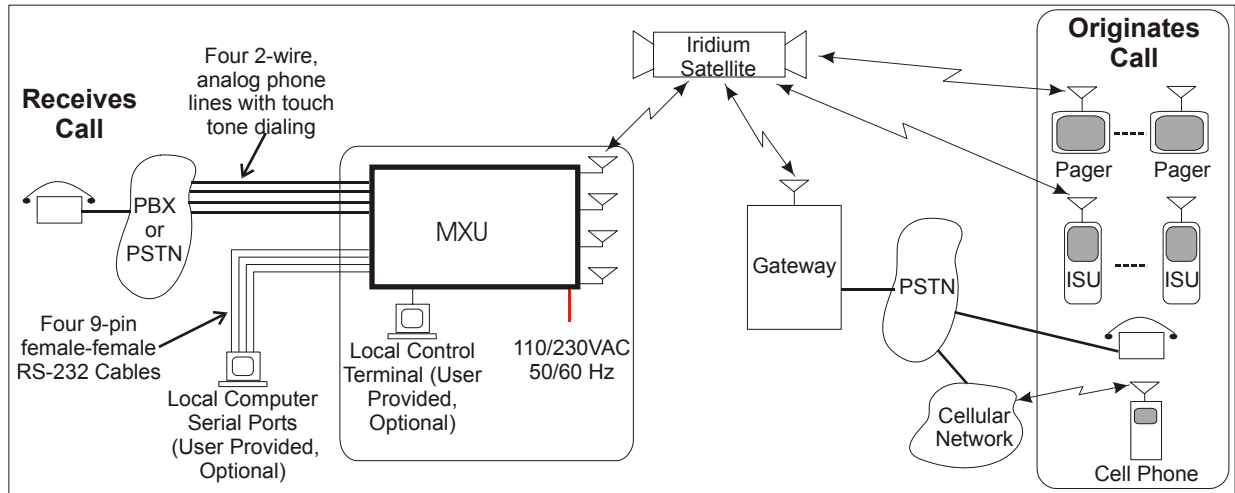 Receives
Call
Four 2-wire,
analog phone
lines with touch
tone dialing
PBX
or
PSTN
Four 9-pin
female-female
RS-232 Cables
Local Computer
Serial Ports
(User Provided,
Optional)
MXU
Local Control
Terminal (User
Provided,
Optional)
110/230VAC
50/60 Hz
Iridium
Satellite
Gateway
PSTN
Cellular
Network
Originates
Call
Pager
Pager
ISU
ISU
Cell Phone